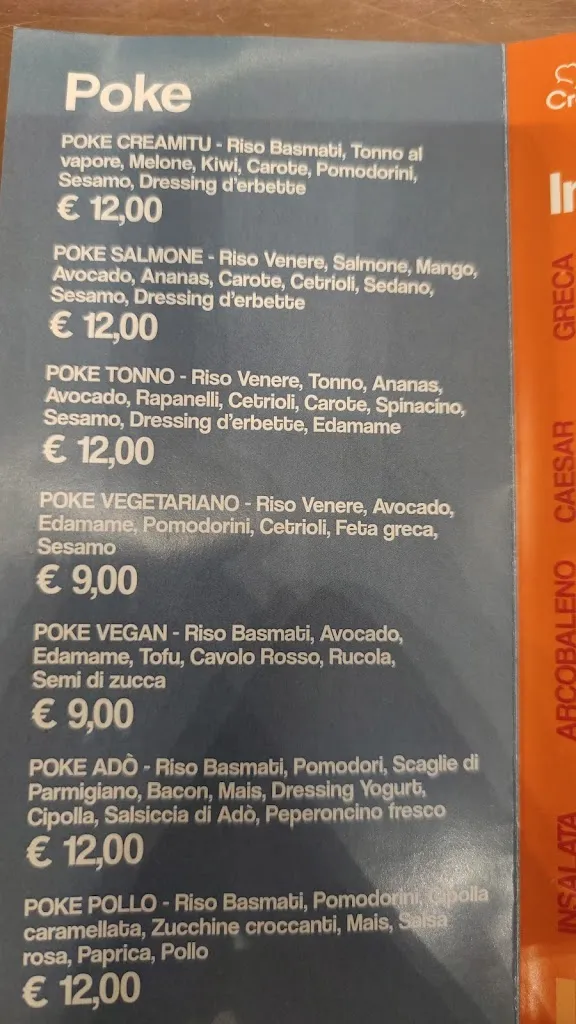 Poke
POKE CREAMITU - Riso Basmati, Tonno al
vapore, Melone, Kiwi, Carote, Pomodorini,
Sesamo, Dressing d'erbette
€ 12,00
POKE SALMONE - Riso Venere, Salmone, Mango,
Avocado, Ananas, Carote, Cetrioli, Sedano,
Sesamo, Dressing d'erbette
€ 12,00
POKE TONNO - Riso Venere, Tonno, Ananas,
Avocado, Rapanelli, Cetrioli, Carote, Spinacino,
Sesamo, Dressing d'erbette, Edamame
€ 12,00
POKE VEGETARIANO - Riso Venere, Avocado,
Edamame, Pomodorini, Cetrioli, Feta greca,
Sesamo
€ 9,00
POKE VEGAN - Riso Basmati, Avocado,
Edamame, Tofu, Cavolo Rosso, Rucola,
Semi di zucca
€ 9,00
POKE ADÒ - Riso Basmati, Pomodori, Scaglie di
Parmigiano, Bacon, Mais, Dressing Yogurt,
Cipolla, Salsiccia di Adò, Peperoncino fresco
€ 12,00
POKE POLLO - Riso Basmati, Pomodorini, Cipolla
caramellata, Zucchine croccanti, Mais, Salsa
rosa, Paprica, Pollo
€ 12,00
GRECA
CAESAR
ARCOBALENO
INSALATA